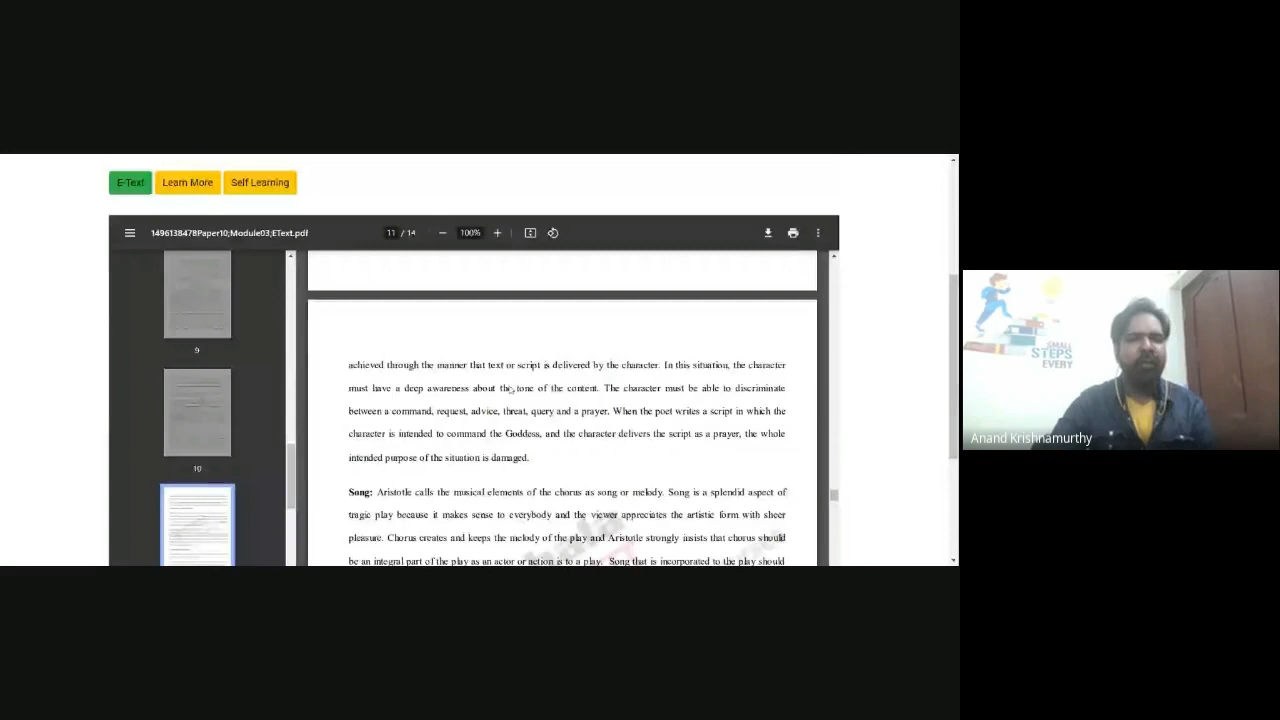 E-Text Learn More Self Learning
1496138478Paper10;Module03;EText.pdf 11 / 14 100%
9
10
achieved through the manner that text or script is delivered by the character. In this situation, the character
must have a deep awareness about the tone of the content. The character must be able to discriminate
between a command, request, advice, threat, query and a prayer. When the poet writes a script in which the
character is intended to command the Goddess, and the character delivers the script as a prayer, the whole
intended purpose of the situation is damaged.
Song: Aristotle calls the musical elements of the chorus as song or melody. Song is a splendid aspect of
tragic play because it makes sense to everybody and the viewer appreciates the artistic form with sheer
pleasure. Chorus creates and keeps the melody of the play and Aristotle strongly insists that chorus should
be an integral part of the play as an actor or action is to a play. Song that is incorporated to the play should
SMALL
STEPS
EVERY
Anand Krishnamurthy